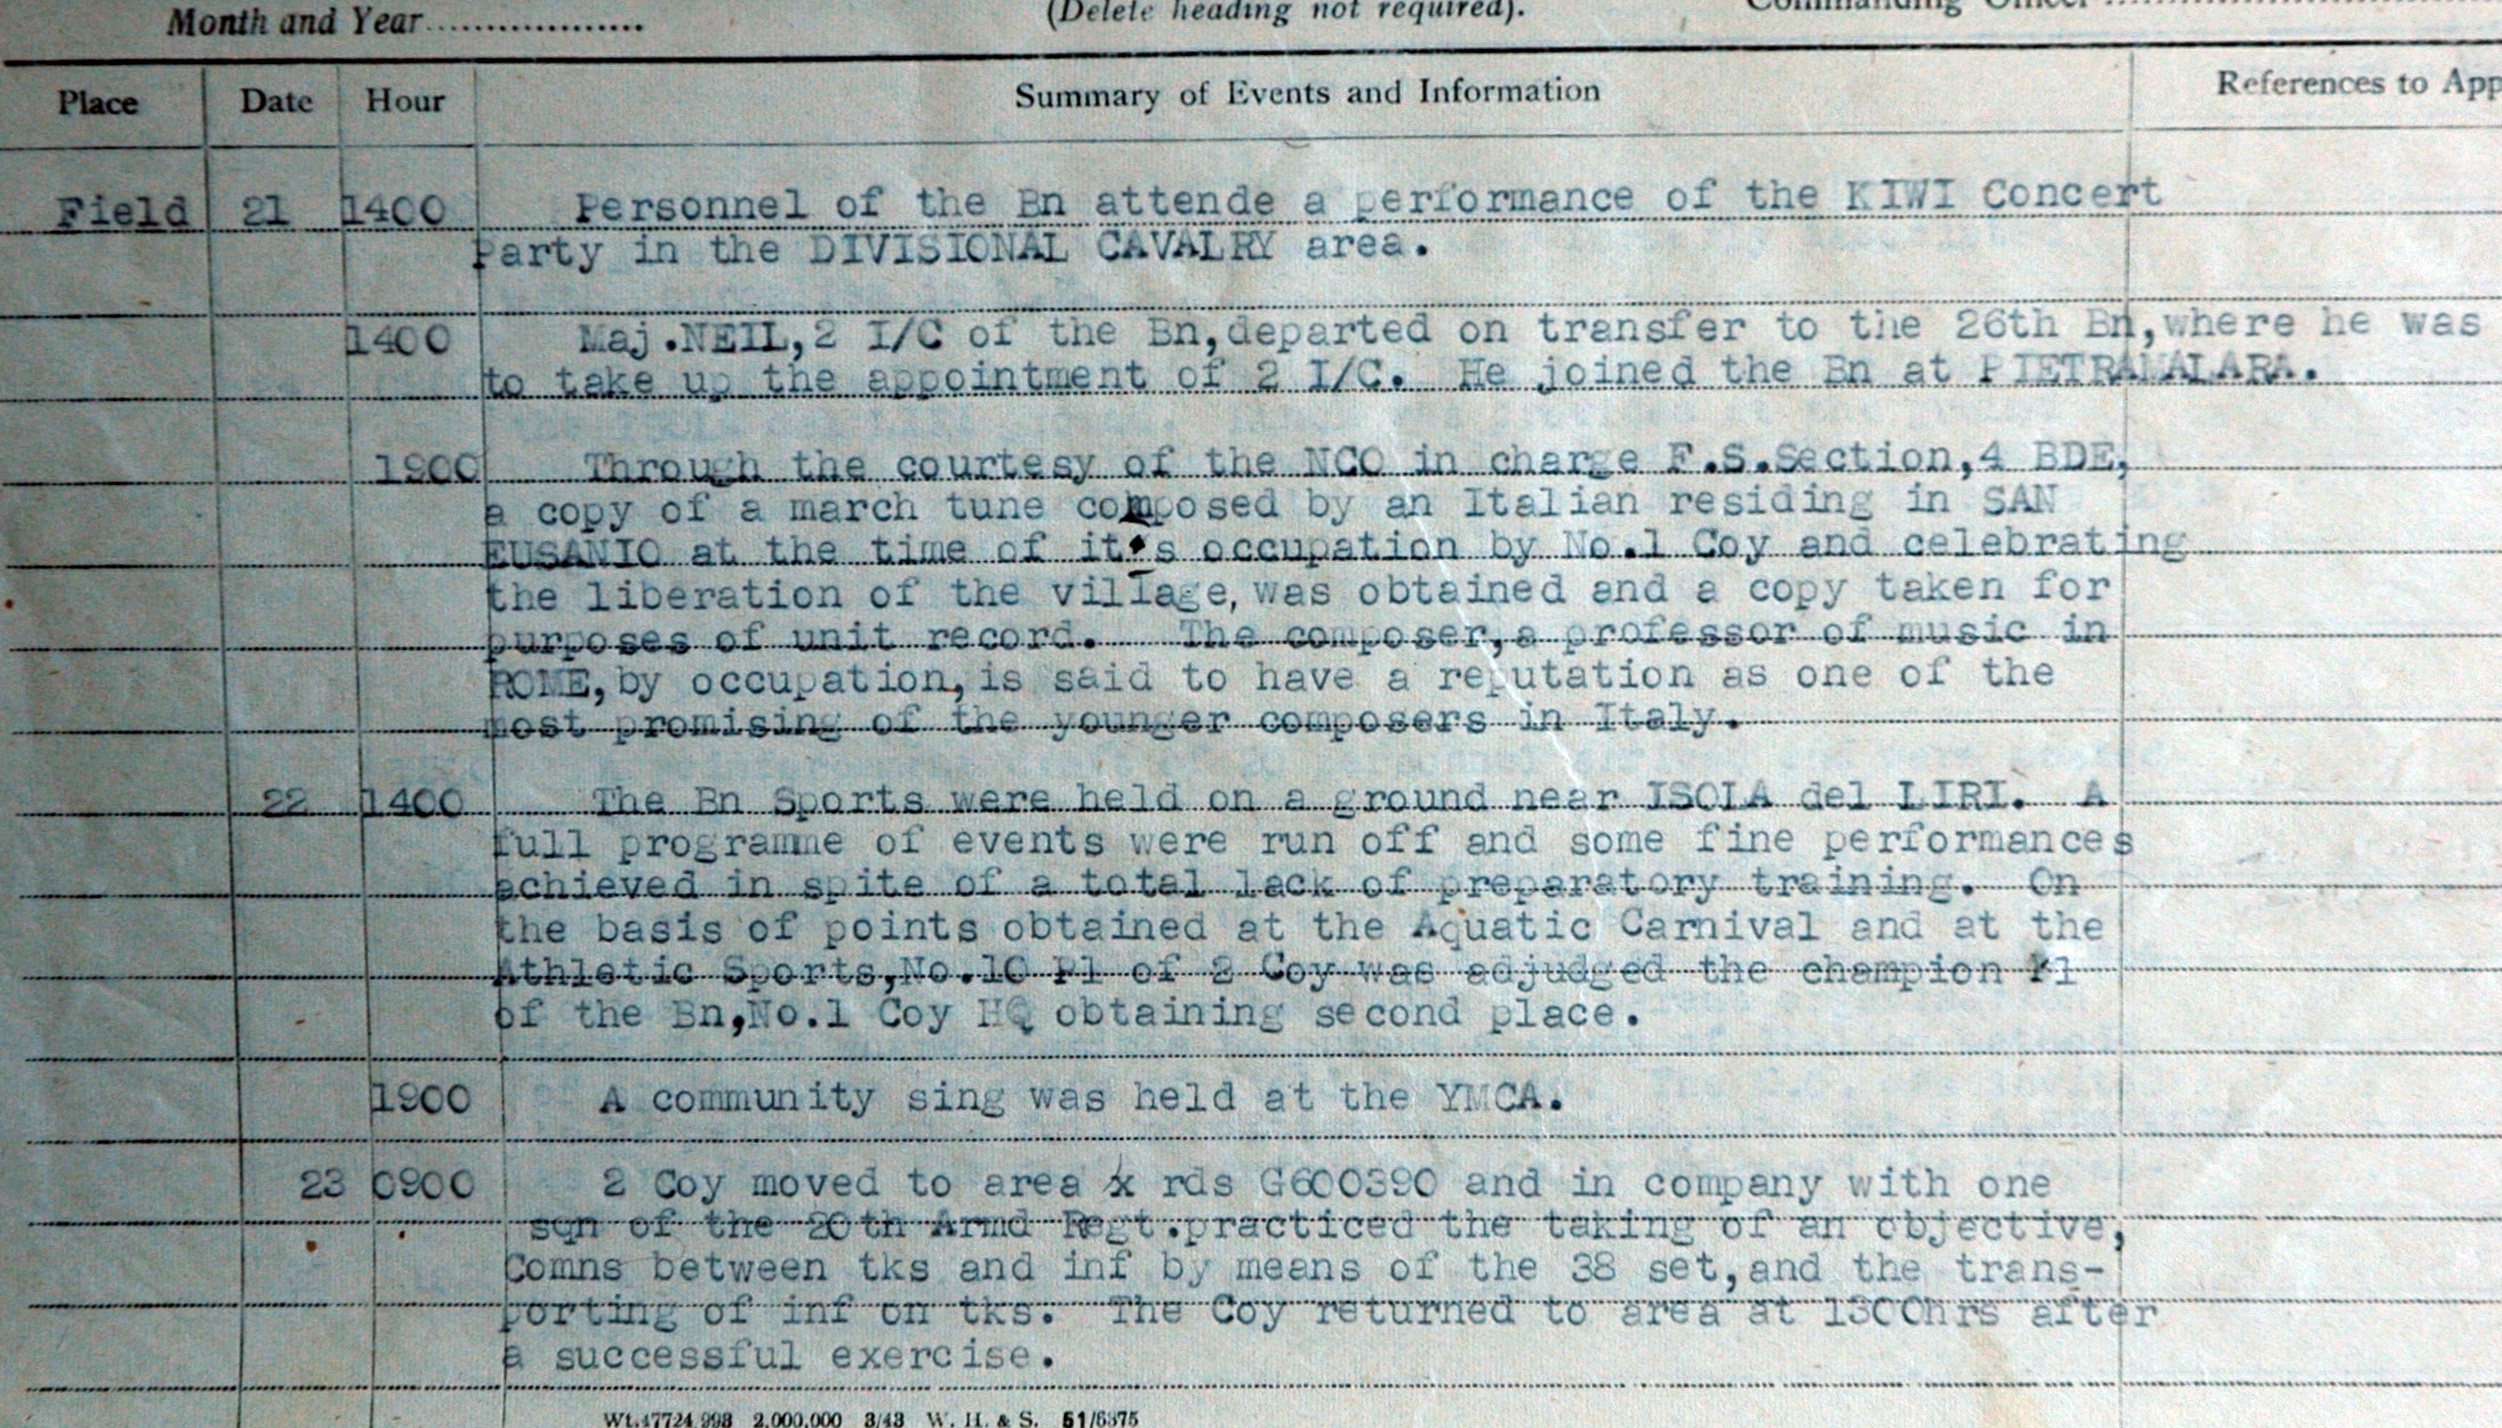 Month and Year..................
(Delete heading not required).
Commanding Officer
Place Date Hour Summary of Events and Information References to App
Field 21 1400 Personnel of the Bn attende a performance of the KIWI Concert
Party in the DIVISIONAL CAVALRY area.
1400 Maj.NEIL,2 I/C of the Bn,departed on transfer to the 26th Bn,where he was
to take up the appointment of 2 I/C. He joined the Bn at PIETRAVALARA.
1900 Through the courtesy of the NCO in charge F.S.Section,4 BDE,
a copy of a march tune composed by an Italian residing in SAN
EUSANIO at the time of it's occupation by No.1 Coy and celebrating
the liberation of the village,was obtained and a copy taken for
purposes of unit record. The composer,a professor of music in
ROME,by occupation,is said to have a reputation as one of the
most promising of the younger composers in Italy.
22 1400 The Bn Sports were held on a ground near ISOLA del LIRI. A
full programme of events were run off and some fine performances
achieved in spite of a total lack of preparatory training. On
the basis of points obtained at the Aquatic Carnival and at the
Athletic Sports,No.10 Pl of 2 Coy was adjudged the champion Pl
of the Bn,No.1 Coy HQ obtaining second place.
1900 A community sing was held at the YMCA.
23 0900 2 Coy moved to area x rds G600390 and in company with one
sqn of the 20th Armd Regt.practiced the taking of an objective,
Comns between tks and inf by means of the 38 set,and the trans-
porting of inf on tks. The Coy returned to area at 1300hrs after
a successful exercise.
Wt.47724 993 2,000,000 3/43 W. H. & S. 51/6375